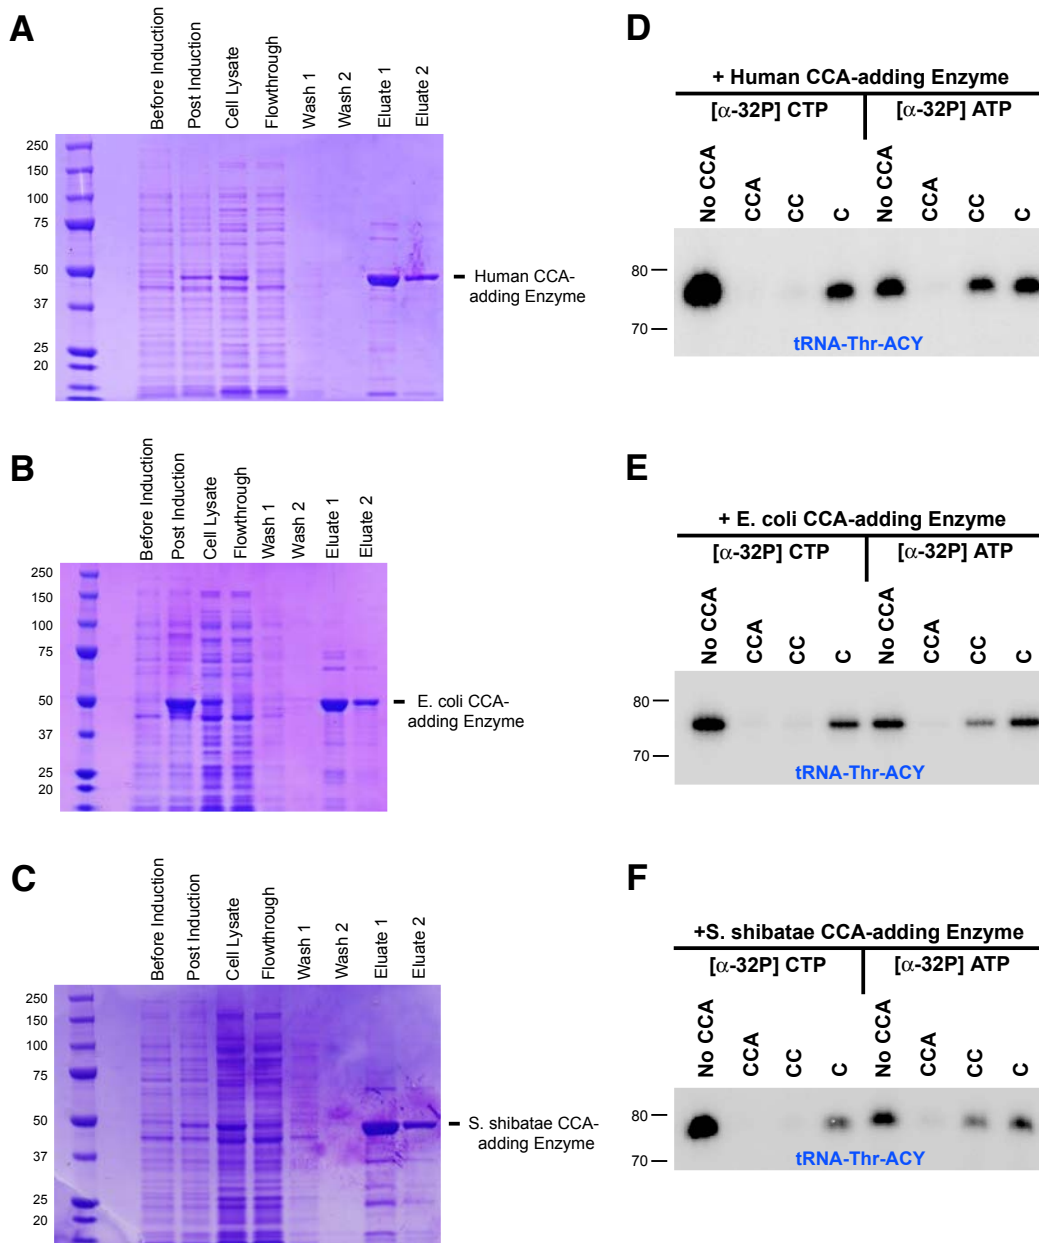 A
Before Induction
Post Induction
Cell Lysate
Flowthrough
Wash 1
Wash 2
Eluate 1
Eluate 2
250
150
100
75
50
37
25
20
Human CCA-
adding Enzyme
B
Before Induction
Post Induction
Cell Lysate
Flowthrough
Wash 1
Wash 2
Eluate 1
Eluate 2
250
150
100
75
50
37
25
20
E. coli CCA-
adding Enzyme
C
Before Induction
Post Induction
Cell Lysate
Flowthrough
Wash 1
Wash 2
Eluate 1
Eluate 2
250
150
100
75
50
37
25
20
S. shibatae CCA-
adding Enzyme
D
+ Human CCA-adding Enzyme
[α-32P] CTP
[α-32P] ATP
No CCA
CCA
CC
C
No CCA
CCA
CC
C
80
70
tRNA-Thr-ACY
E
+ E. coli CCA-adding Enzyme
[α-32P] CTP
[α-32P] ATP
No CCA
CCA
CC
C
No CCA
CCA
CC
C
80
70
tRNA-Thr-ACY
F
+S. shibatae CCA-adding Enzyme
[α-32P] CTP
[α-32P] ATP
No CCA
CCA
CC
C
No CCA
CCA
CC
C
80
70
tRNA-Thr-ACY